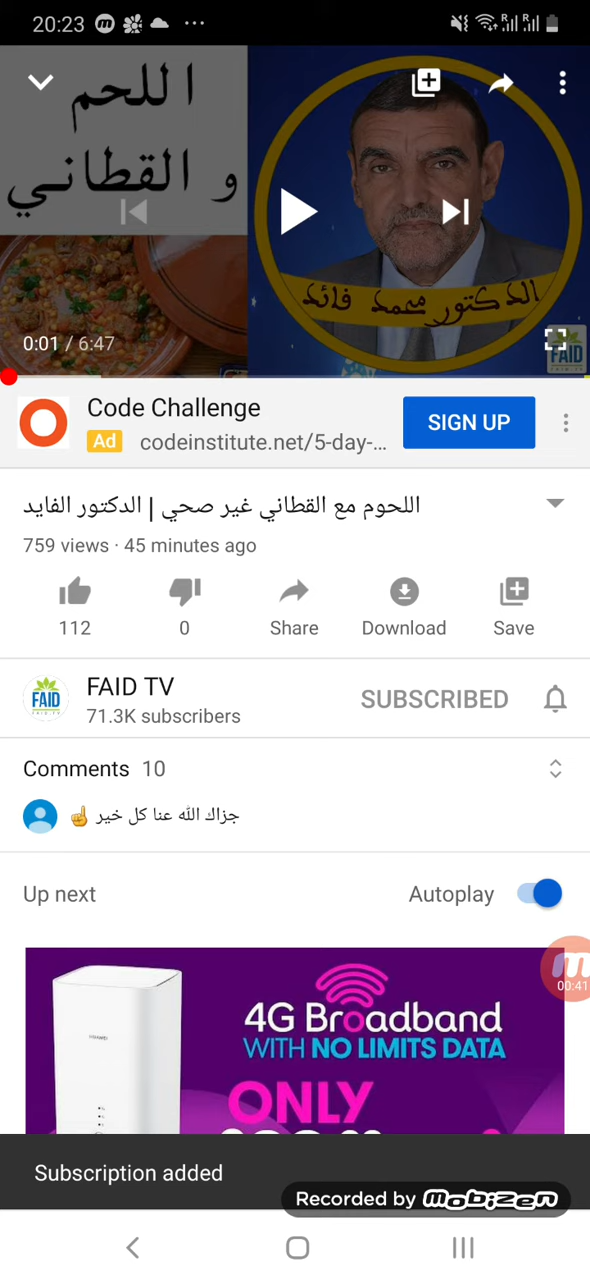 20:23
اللحم
و القطاني
الدكتور محمد فائد
FAID
0:01 / 6:47
Code Challenge
SIGN UP
Ad codeinstitute.net/5-day-...
اللحوم مع القطاني غير صحي | الدكتور الفايد
759 views · 45 minutes ago
112
0
Share
Download
Save
FAID
FAID TV
71.3K subscribers
SUBSCRIBED
Comments 10
جزاك الله عنا كل خير ☝
Up next
Autoplay
00:41
HUAWEI
4G Broadband
WITH NO LIMITS DATA
ONLY
Subscription added
Recorded by mobizen